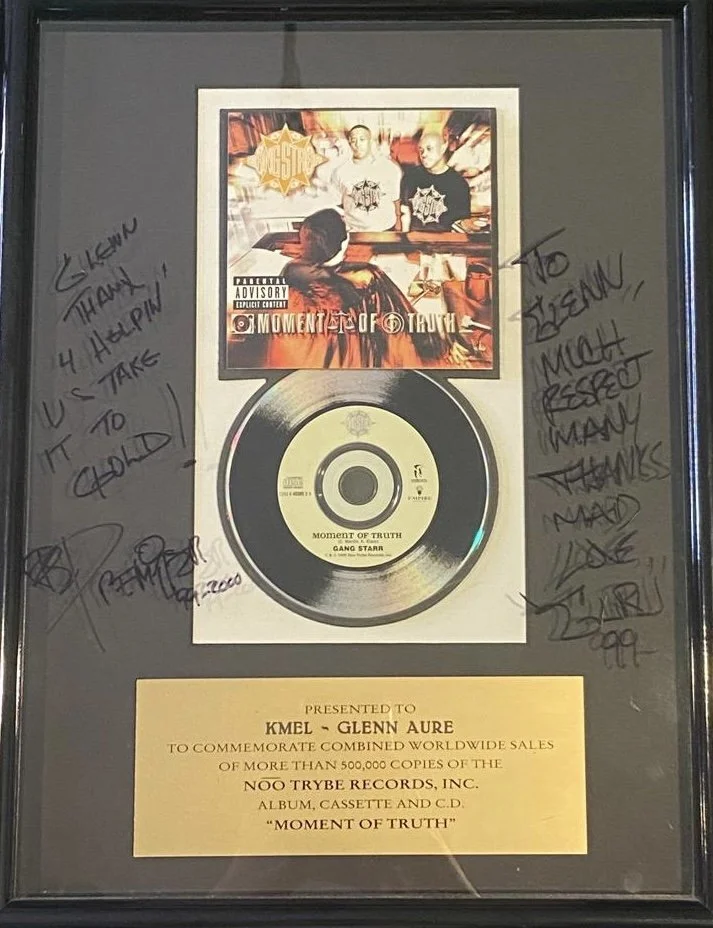 GANG STARR
PARENTAL
ADVISORY
EXPLICIT CONTENT
MOMENT OF TRUTH
GLENN
THANX
4 HELPIN'
US TAKE
IT TO
GOLD!
PREMIER
99-2000
TO
GLENN,
MUCH
RESPECT
MANY
THANKS
MAD
LOVE
GURU
'99
MOMENT OF TRUTH
GANG STARR
PRESENTED TO
KMEL ~ GLENN AURE
TO COMMEMORATE COMBINED WORLDWIDE SALES
OF MORE THAN 500,000 COPIES OF THE
NOO TRYBE RECORDS, INC.
ALBUM, CASSETTE AND C.D.
“MOMENT OF TRUTH”